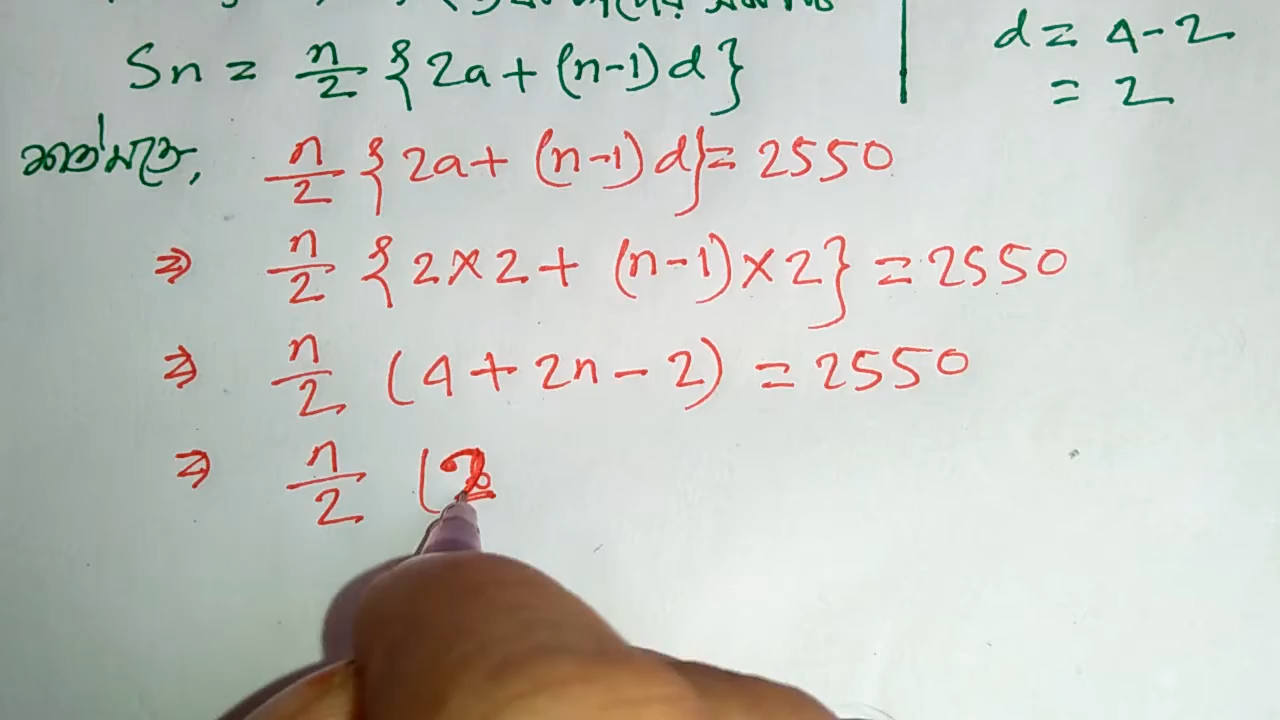 Sn = n/2 {2a + (n-1)d}
d = 4-2
= 2
শর্তমতে, n/2 {2a + (n-1)d} = 2550
⇒ n/2 {2×2 + (n-1)×2} = 2550
⇒ n/2 (4 + 2n - 2) = 2550
⇒ n/2 (2